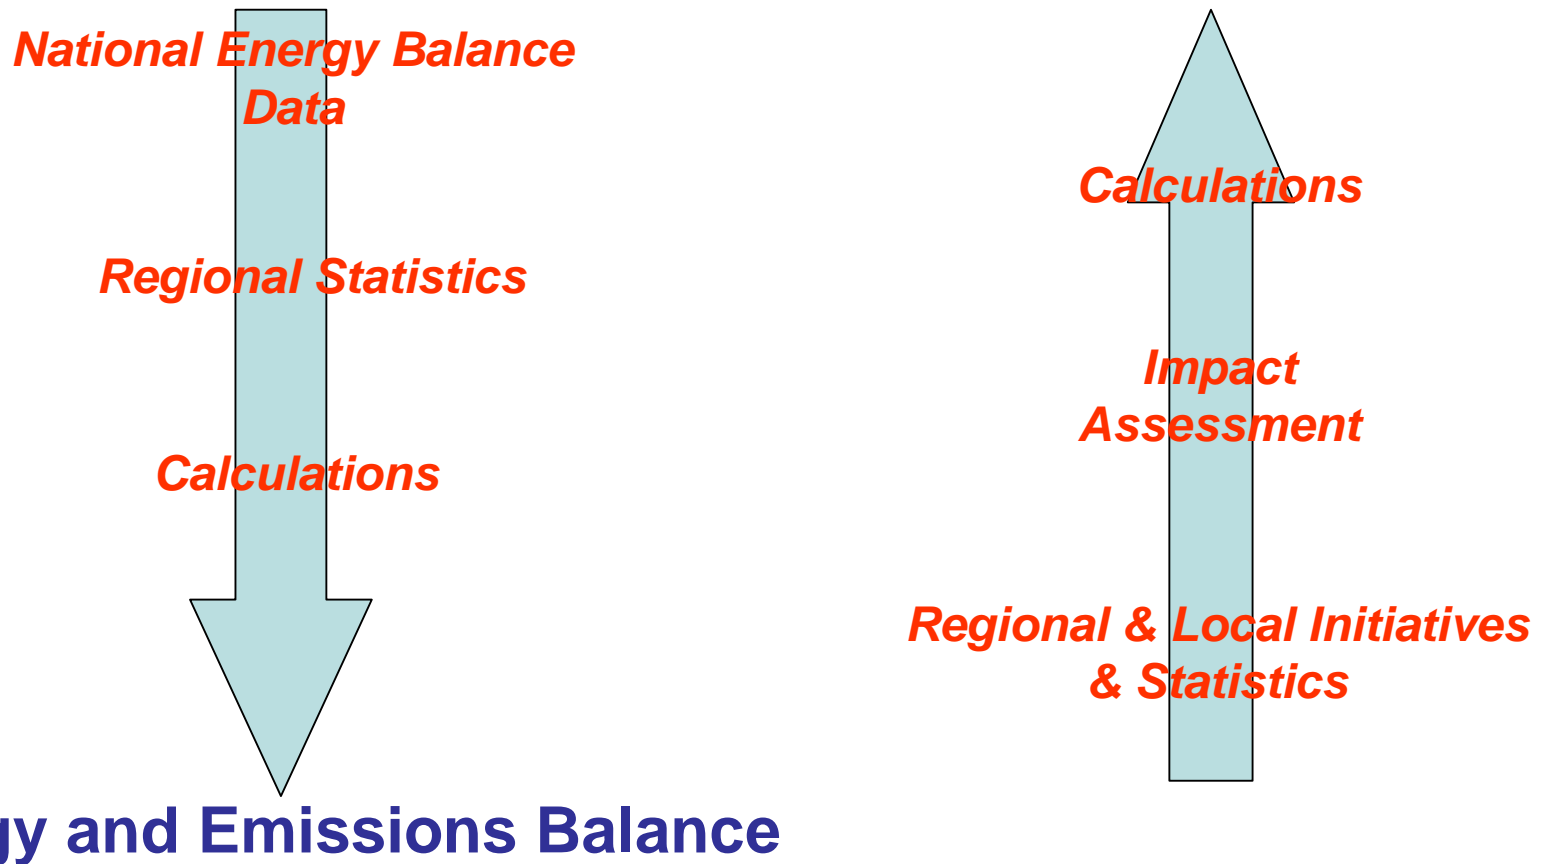 National Energy Balance
Data
Regional Statistics
Calculations
Calculations
Impact
Assessment
Regional & Local Initiatives
& Statistics
gy and Emissions Balance